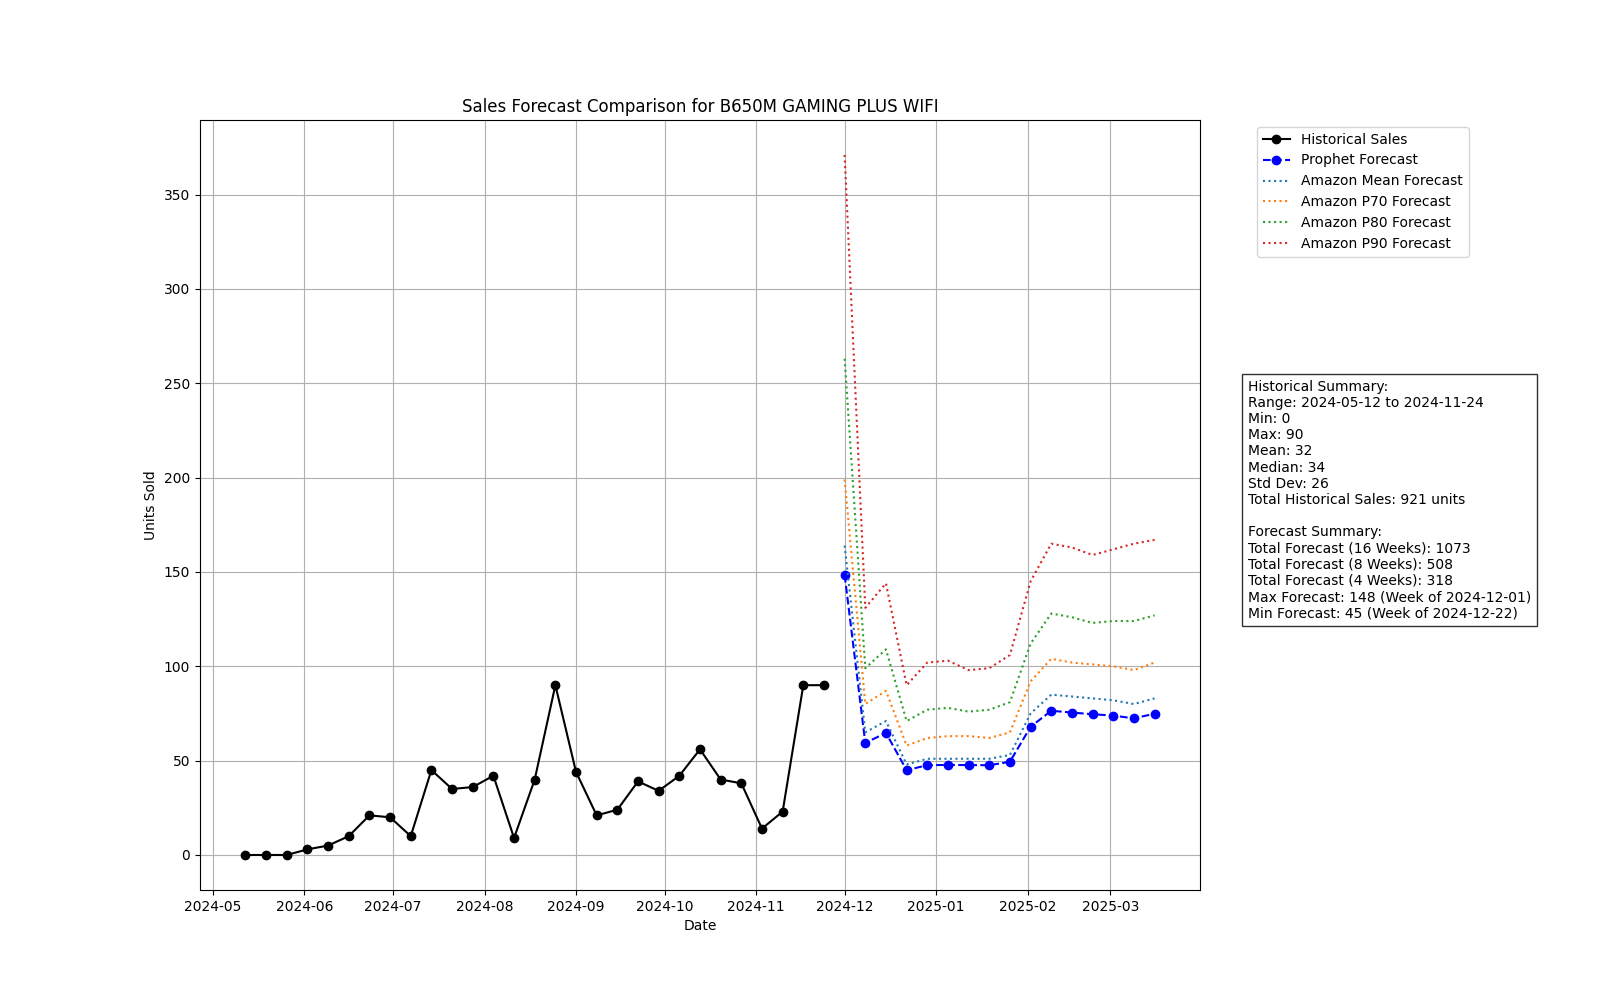 Sales Forecast Comparison for B650M GAMING PLUS WIFI
Historical Sales
Prophet Forecast
Amazon Mean Forecast
Amazon P70 Forecast
Amazon P80 Forecast
Amazon P90 Forecast
350
300
250
200
150
100
50
0
Units Sold
2024-05 2024-06 2024-07 2024-08 2024-09 2024-10 2024-11 2024-12 2025-01 2025-02 2025-03
Date
Historical Summary:
Range: 2024-05-12 to 2024-11-24
Min: 0
Max: 90
Mean: 32
Median: 34
Std Dev: 26
Total Historical Sales: 921 units
Forecast Summary:
Total Forecast (16 Weeks): 1073
Total Forecast (8 Weeks): 508
Total Forecast (4 Weeks): 318
Max Forecast: 148 (Week of 2024-12-01)
Min Forecast: 45 (Week of 2024-12-22)